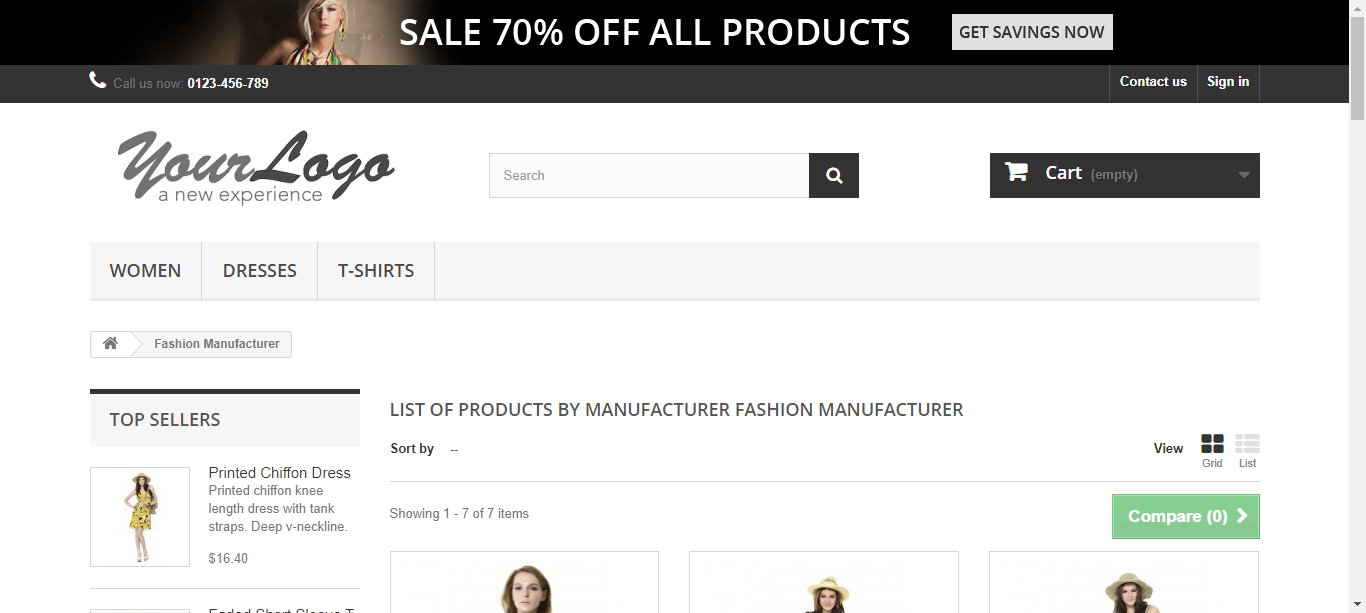 SALE 70% OFF ALL PRODUCTS
GET SAVINGS NOW
Call us now: 0123-456-789
Contact us
Sign in
YourLogo
a new experience
Search
Cart (empty)
WOMEN
DRESSES
T-SHIRTS
Fashion Manufacturer
TOP SELLERS
Printed Chiffon Dress
Printed chiffon knee
length dress with tank
straps. Deep v-neckline.
$16.40
Faded Short Sleeve T
LIST OF PRODUCTS BY MANUFACTURER FASHION MANUFACTURER
Sort by --
View
Grid
List
Showing 1 - 7 of 7 items
Compare (0)